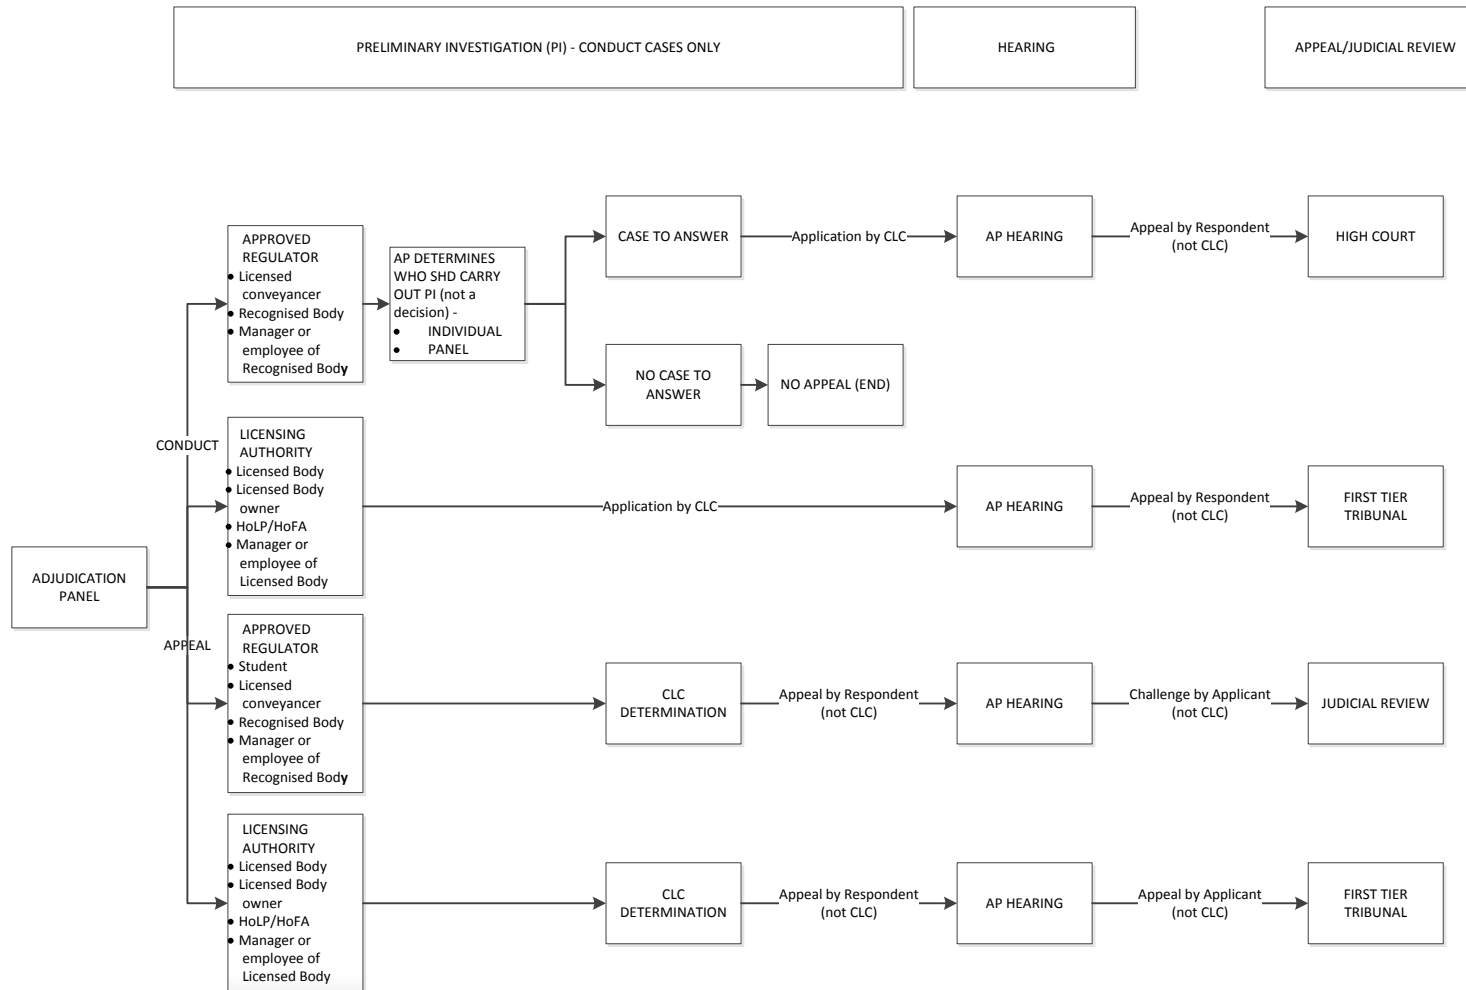 PRELIMINARY INVESTIGATION (PI) - CONDUCT CASES ONLY
HEARING
APPEAL/JUDICIAL REVIEW
APPROVED
REGULATOR
• Licensed
conveyancer
• Recognised Body
• Manager or
employee of
Recognised Body
AP DETERMINES
WHO SHD CARRY
OUT PI (not a
decision) -
• INDIVIDUAL
• PANEL
CASE TO ANSWER
Application by CLC
AP HEARING
Appeal by Respondent
(not CLC)
HIGH COURT
NO CASE TO
ANSWER
NO APPEAL (END)
CONDUCT
LICENSING
AUTHORITY
• Licensed Body
• Licensed Body
owner
• HoLP/HoFA
• Manager or
employee of
Licensed Body
Application by CLC
AP HEARING
Appeal by Respondent
(not CLC)
FIRST TIER
TRIBUNAL
ADJUDICATION
PANEL
APPEAL
APPROVED
REGULATOR
• Student
• Licensed
conveyancer
• Recognised Body
• Manager or
employee of
Recognised Body
CLC
DETERMINATION
Appeal by Respondent
(not CLC)
AP HEARING
Challenge by Applicant
(not CLC)
JUDICIAL REVIEW
LICENSING
AUTHORITY
• Licensed Body
• Licensed Body
owner
• HoLP/HoFA
• Manager or
employee of
Licensed Body
CLC
DETERMINATION
Appeal by Respondent
(not CLC)
AP HEARING
Appeal by Applicant
(not CLC)
FIRST TIER
TRIBUNAL